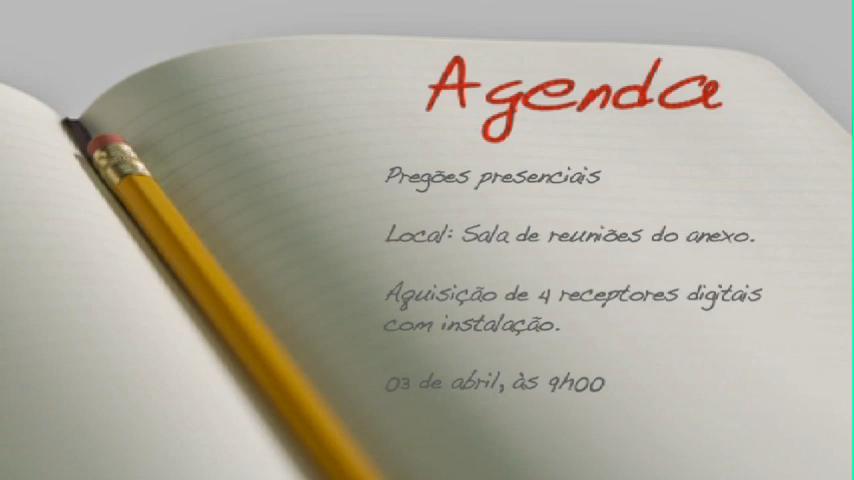 Agenda
Pregões presenciais
Local: Sala de reuniões do anexo.
Aquisição de 4 receptores digitais
com instalação.
03 de abril, às 9h00